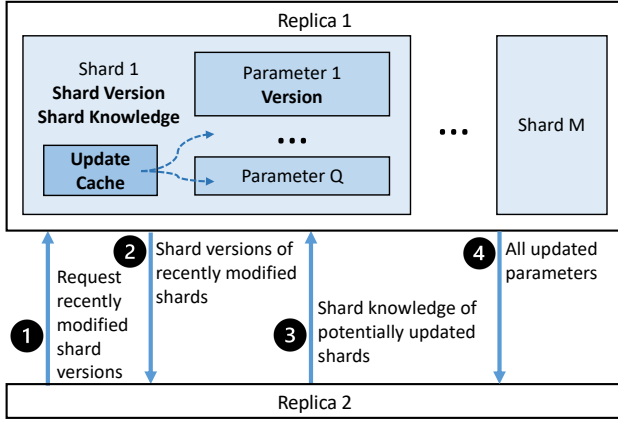 Replica 1
Shard 1
Shard Version
Shard Knowledge
Update
Cache
Parameter 1
Version
...
Parameter Q
...
Shard M
1
Request
recently
modified
shard
versions
2
Shard versions of
recently modified
shards
3
Shard knowledge of
potentially updated
shards
4
All updated
parameters
Replica 2